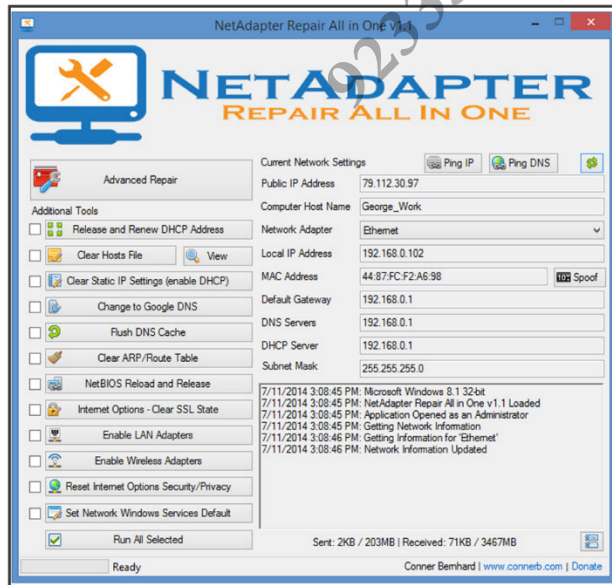 NetAdapter Repair All in One v1.1
NETADAPTER
REPAIR ALL IN ONE
Advanced Repair
Additional Tools
Release and Renew DHCP Address
Clear Hosts File
View
Clear Static IP Settings (enable DHCP)
Change to Google DNS
Flush DNS Cache
Clear ARP/Route Table
NetBIOS Reload and Release
Internet Options - Clear SSL State
Enable LAN Adapters
Enable Wireless Adapters
Reset Internet Options Security/Privacy
Set Network Windows Services Default
Run All Selected
Current Network Settings
Ping IP
Ping DNS
Public IP Address 79.112.30.97
Computer Host Name George_Work
Network Adapter Ethernet
Local IP Address 192.168.0.102
MAC Address 44:87:FC:F2:A6:98 Spoof
Default Gateway 192.168.0.1
DNS Servers 192.168.0.1
DHCP Server 192.168.0.1
Subnet Mask 255.255.255.0
7/11/2014 3:08:45 PM: Microsoft Windows 8.1 32-bit
7/11/2014 3:08:45 PM: NetAdapter Repair All in One v1.1 Loaded
7/11/2014 3:08:45 PM: Application Opened as an Administrator
7/11/2014 3:08:45 PM: Getting Network Information
7/11/2014 3:08:46 PM: Getting Information for 'Ethernet'
7/11/2014 3:08:46 PM: Network Information Updated
Sent: 2KB / 203MB | Received: 71KB / 3467MB
Ready
Conner Bernhard | www.connerb.com | Donate